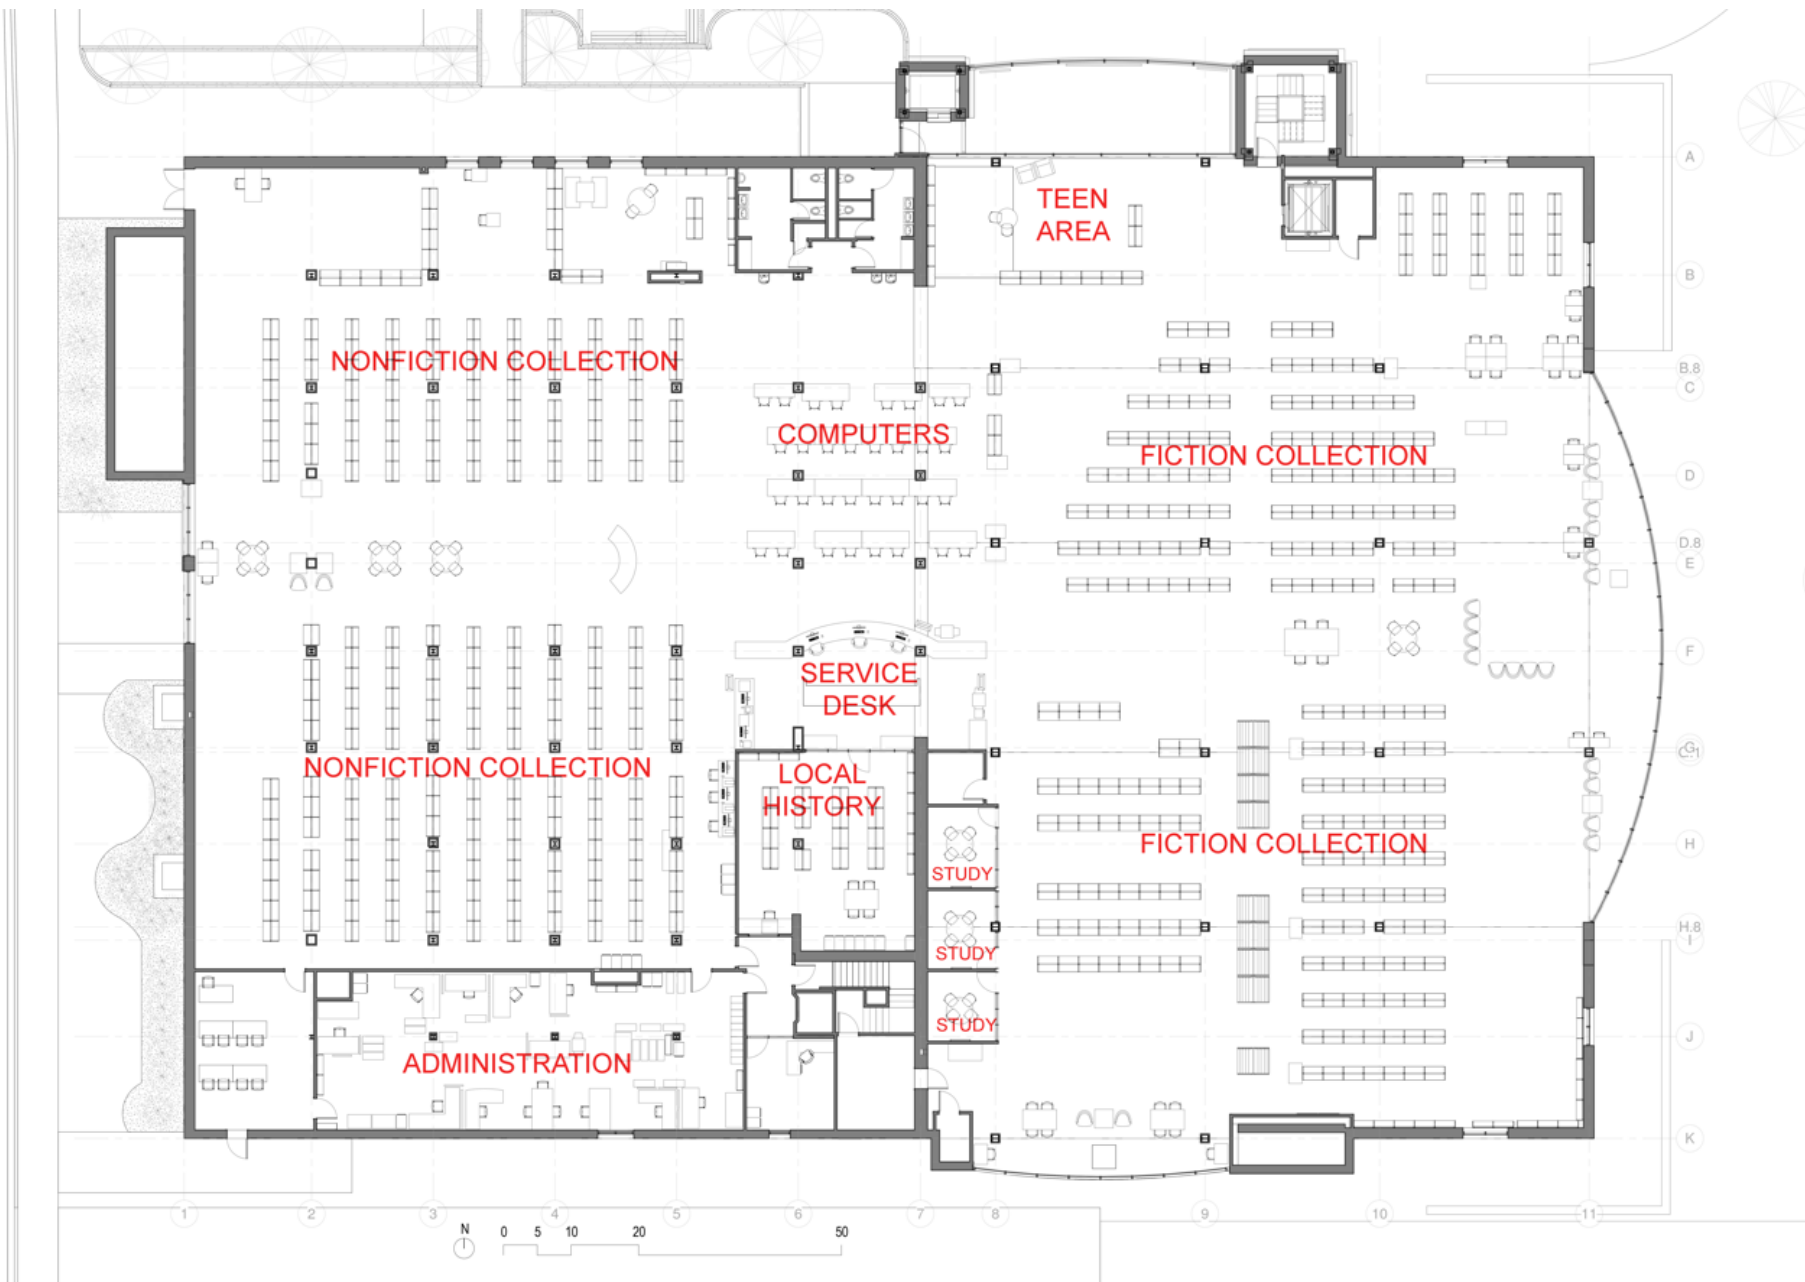 A
TEEN
AREA
B
NONFICTION COLLECTION
B.8
C
COMPUTERS
FICTION COLLECTION
D
D.8
E
F
SERVICE
DESK
G
NONFICTION COLLECTION
LOCAL
HISTORY
FICTION COLLECTION
H
STUDY
H.8
I
STUDY
STUDY
J
ADMINISTRATION
K
1 2 3 4 5 6 7 8 9 10 11
N 0 5 10 20 50